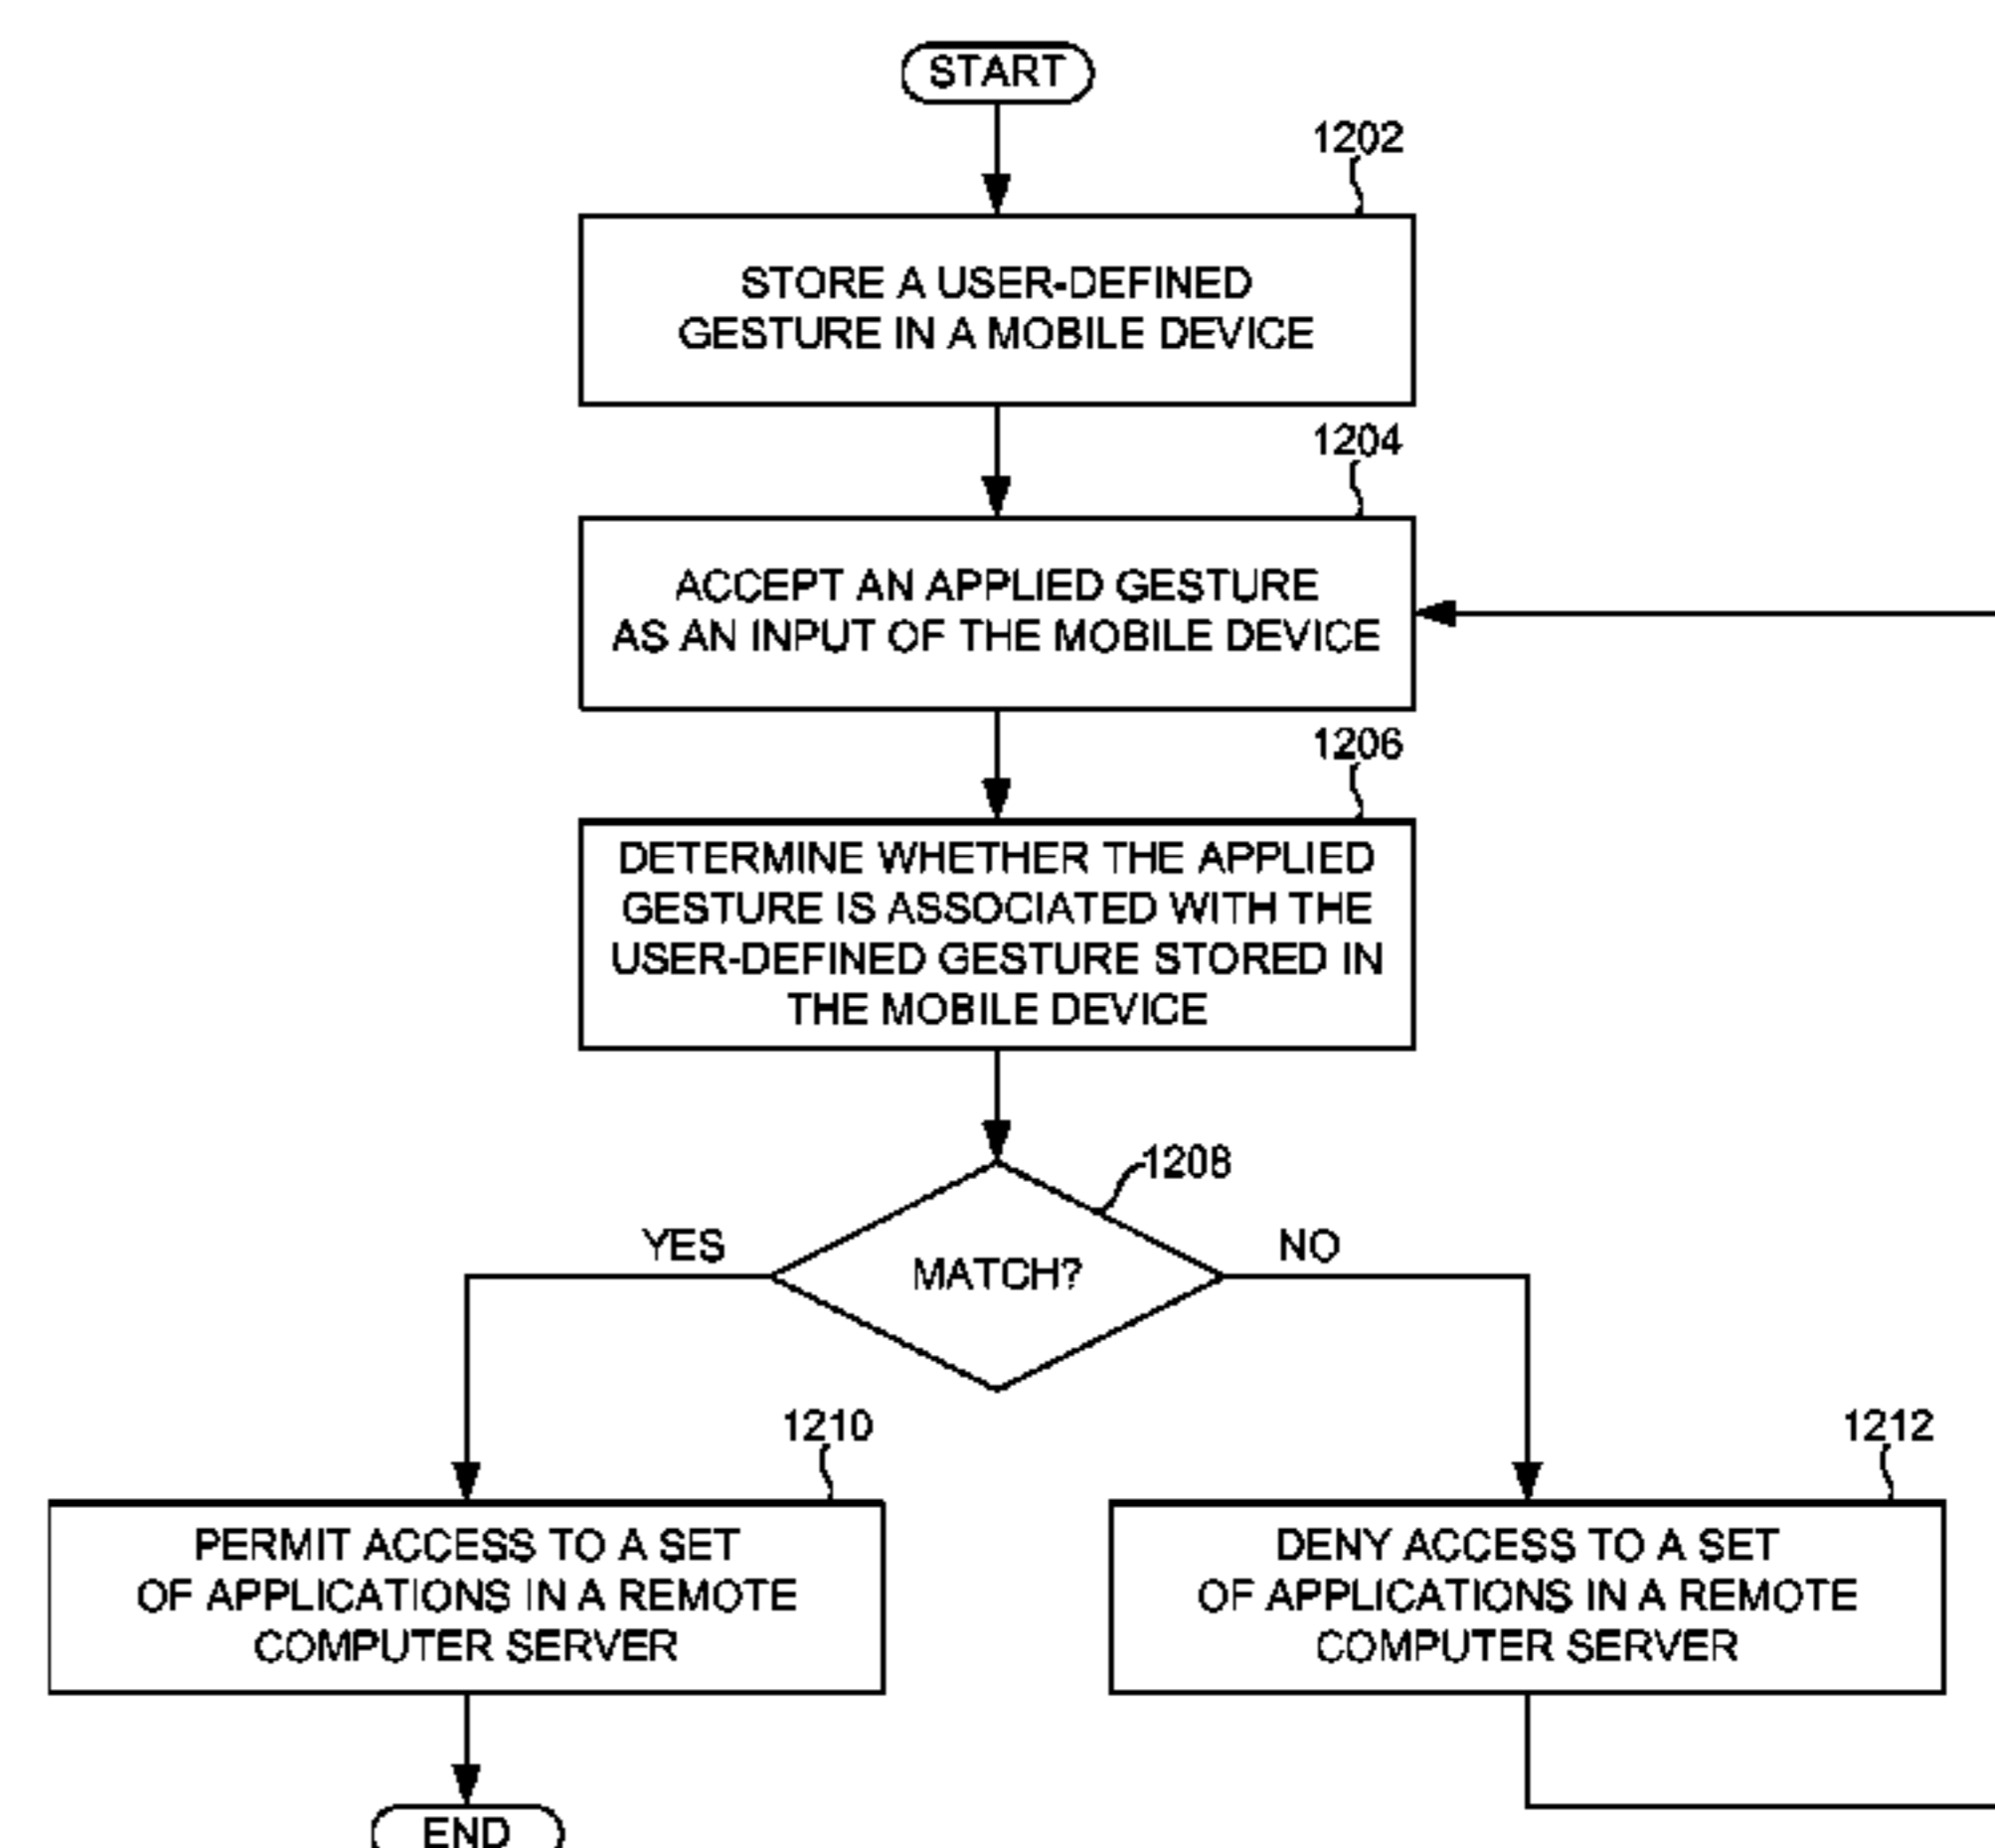 START
1202
STORE A USER-DEFINED
GESTURE IN A MOBILE DEVICE
1204
ACCEPT AN APPLIED GESTURE
AS AN INPUT OF THE MOBILE DEVICE
1206
DETERMINE WHETHER THE APPLIED
GESTURE IS ASSOCIATED WITH THE
USER-DEFINED GESTURE STORED IN
THE MOBILE DEVICE
1208
YES
MATCH?
NO
1210
PERMIT ACCESS TO A SET
OF APPLICATIONS IN A REMOTE
COMPUTER SERVER
1212
DENY ACCESS TO A SET
OF APPLICATIONS IN A REMOTE
COMPUTER SERVER
END